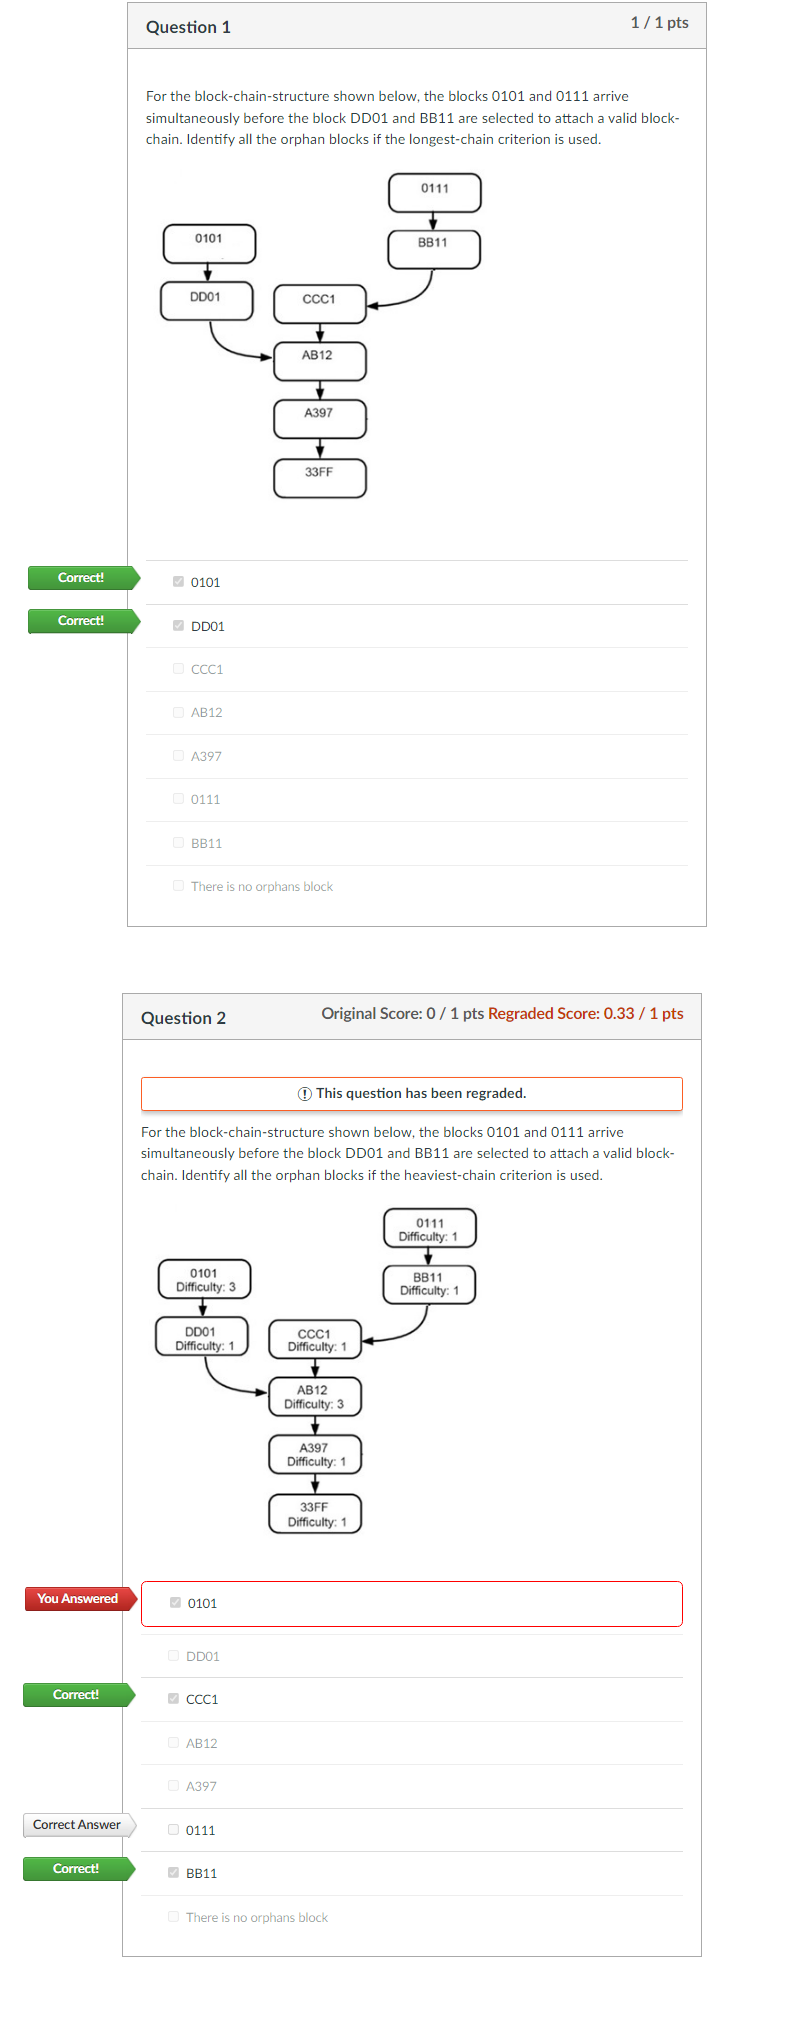 Question 1
1 / 1 pts
For the block-chain-structure shown below, the blocks 0101 and 0111 arrive
simultaneously before the block DD01 and BB11 are selected to attach a valid block-
chain. Identify all the orphan blocks if the longest-chain criterion is used.
0111
0101
BB11
DD01
CCC1
AB12
A397
33FF
Correct!
0101
Correct!
DD01
CCC1
AB12
A397
0111
BB11
There is no orphans block
Question 2
Original Score: 0 / 1 pts Regraded Score: 0.33 / 1 pts
This question has been regraded.
For the block-chain-structure shown below, the blocks 0101 and 0111 arrive
simultaneously before the block DD01 and BB11 are selected to attach a valid block-
chain. Identify all the orphan blocks if the heaviest-chain criterion is used.
0111
Difficulty: 1
0101
Difficulty: 3
BB11
Difficulty: 1
DD01
Difficulty: 1
CCC1
Difficulty: 1
AB12
Difficulty: 3
A397
Difficulty: 1
33FF
Difficulty: 1
You Answered
0101
DD01
Correct!
CCC1
AB12
A397
Correct Answer
0111
Correct!
BB11
There is no orphans block